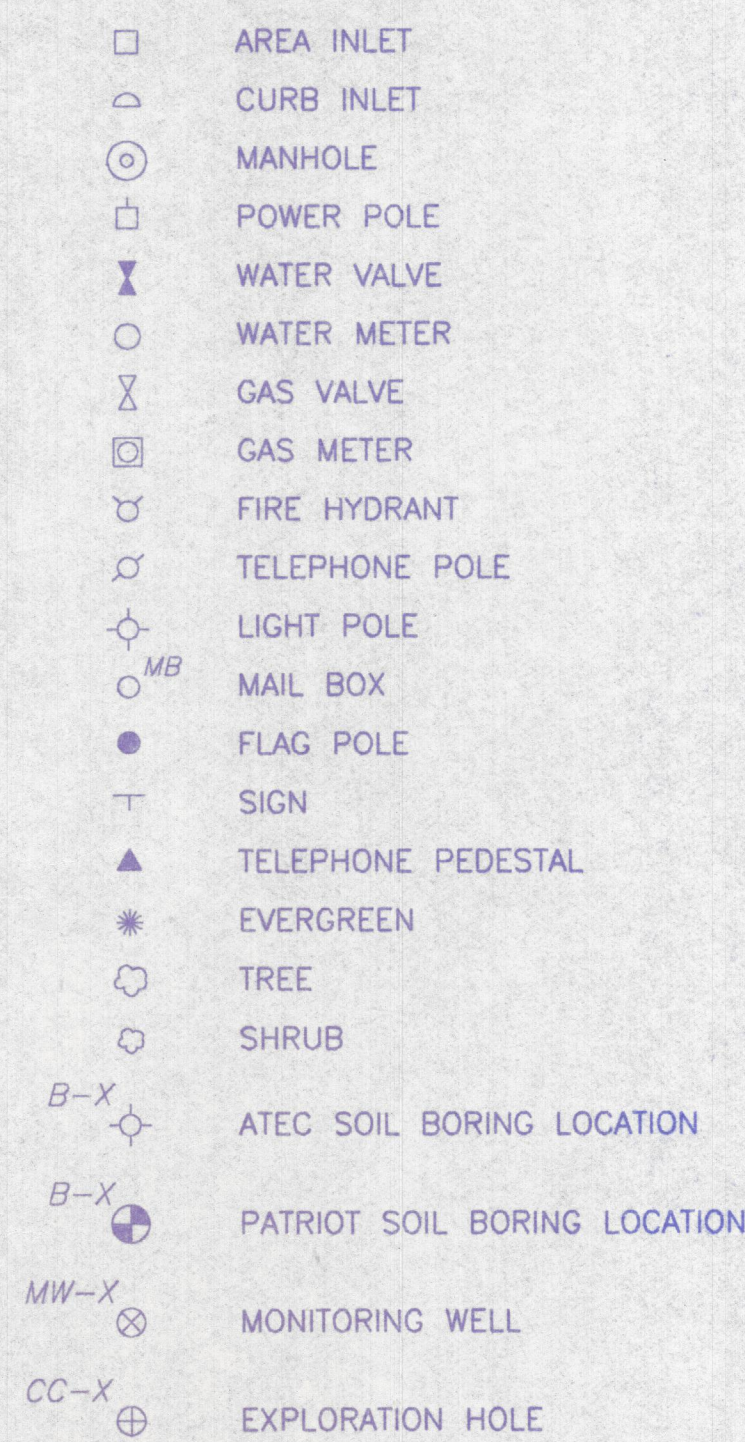 AREA INLET
CURB INLET
MANHOLE
POWER POLE
WATER VALVE
WATER METER
GAS VALVE
GAS METER
FIRE HYDRANT
TELEPHONE POLE
LIGHT POLE
MB MAIL BOX
FLAG POLE
SIGN
TELEPHONE PEDESTAL
EVERGREEN
TREE
SHRUB
B-X ATEC SOIL BORING LOCATION
B-X PATRIOT SOIL BORING LOCATION
MW-X MONITORING WELL
CC-X EXPLORATION HOLE